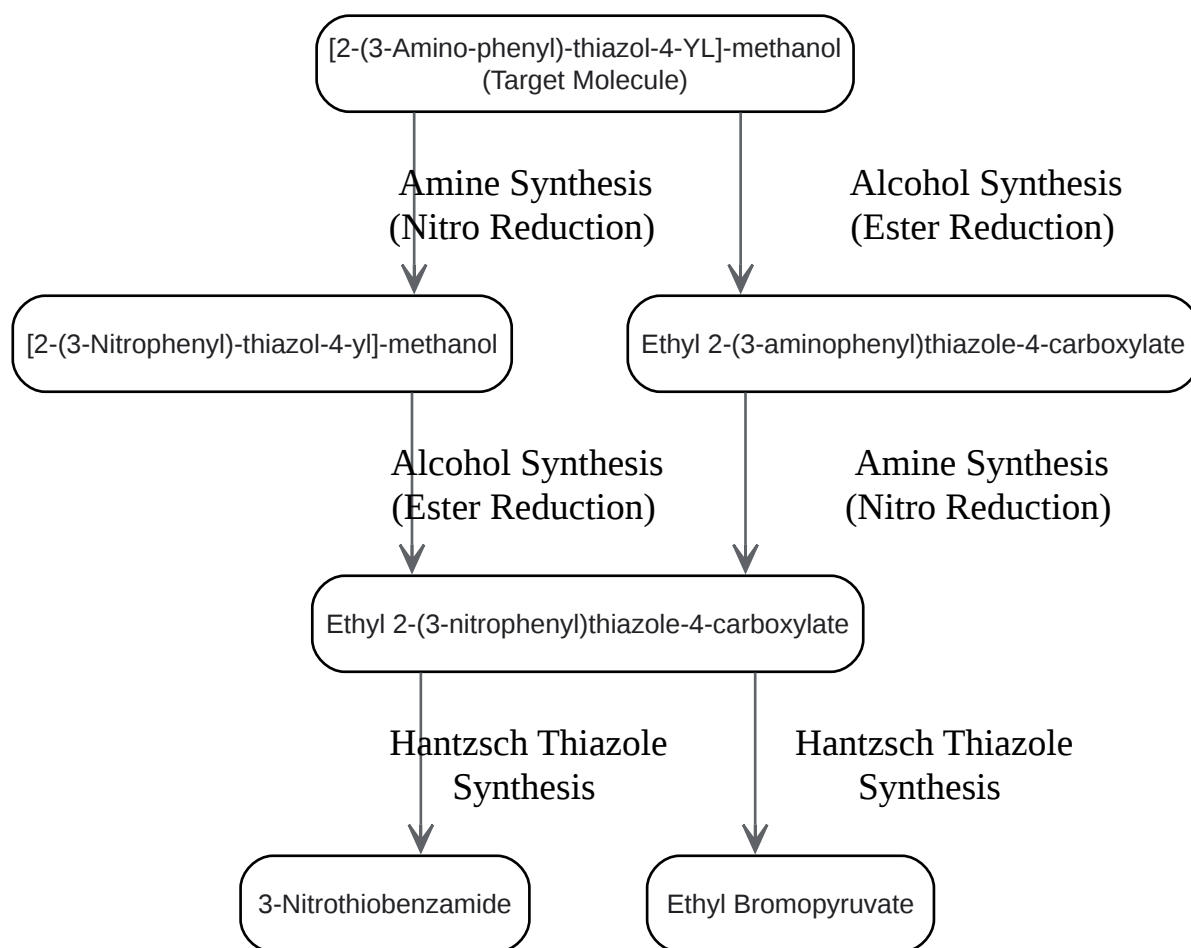 [2-(3-Amino-phenyl)-thiazol-4-YL]-methanol
(Target Molecule)
Amine Synthesis
(Nitro Reduction)
Alcohol Synthesis
(Ester Reduction)
[2-(3-Nitrophenyl)-thiazol-4-yl]-methanol
Ethyl 2-(3-aminophenyl)thiazole-4-carboxylate
Alcohol Synthesis
(Ester Reduction)
Amine Synthesis
(Nitro Reduction)
Ethyl 2-(3-nitrophenyl)thiazole-4-carboxylate
Hantzsch Thiazole
Synthesis
Hantzsch Thiazole
Synthesis
3-Nitrothiobenzamide
Ethyl Bromopyruvate